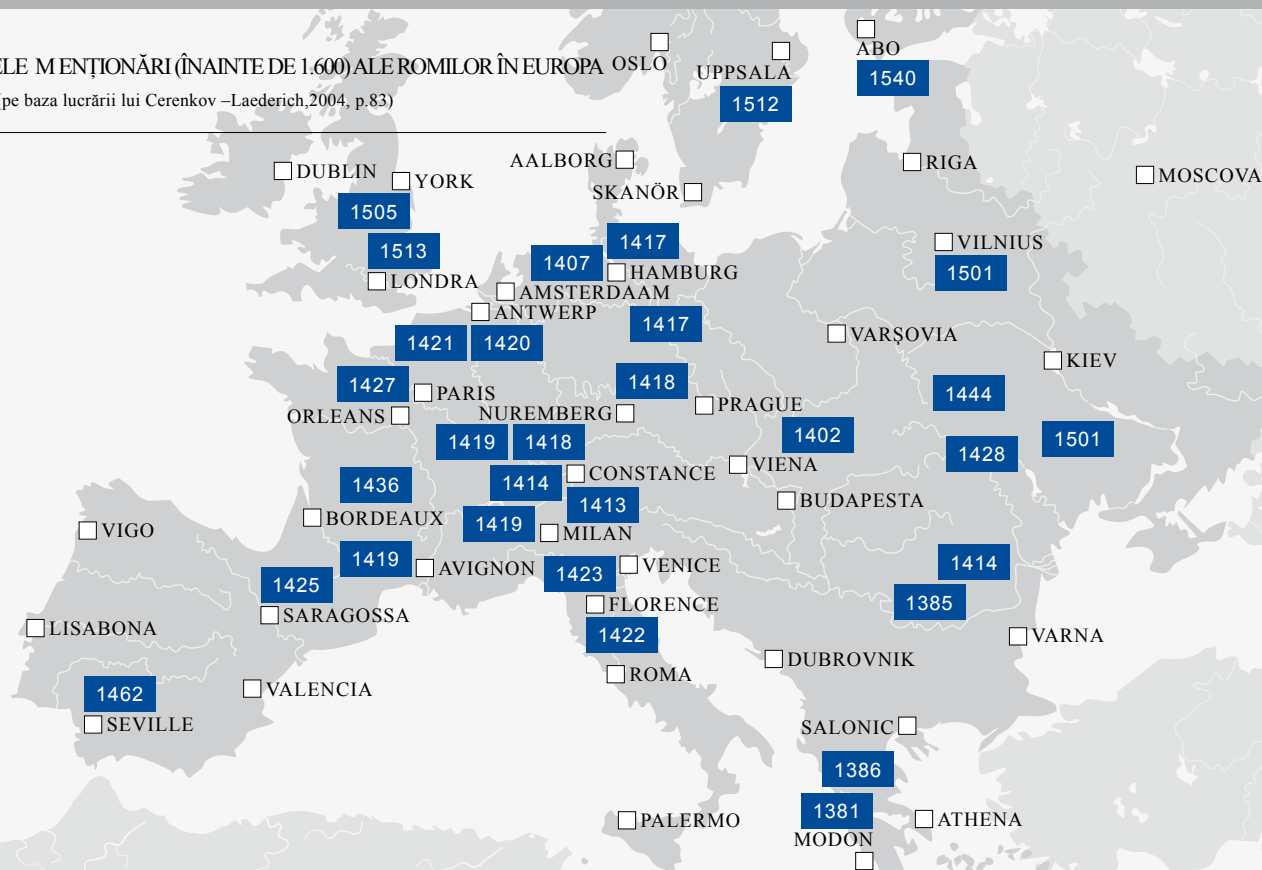 ELE MENȚIONĂRI (ÎNAINTE DE 1.600) ALE ROMILOR ÎN EUROPA
(pe baza lucrării lui Cerenkov –Laederich,2004, p.83)
OSLO
UPPSALA
1512
ABO
1540
DUBLIN
YORK
1505
1513
LONDRA
AALBORG
SKANÖR
RIGA
MOSCOVA
1417
1407
HAMBURG
AMSTERDAAM
ANTWERP
1417
VILNIUS
1501
1421
1420
VARȘOVIA
KIEV
1427
PARIS
ORLEANS
1418
NUREMBERG
PRAGUE
1444
1419
1418
1402
1428
1501
CONSTANCE
VIENA
1414
1413
BUDAPESTA
1436
BORDEAUX
1419
MILAN
VIGO
1419
AVIGNON
1423
VENICE
1414
1425
SARAGOSSA
FLORENCE
1385
LISABONA
1422
VARNA
DUBROVNIK
ROMA
1462
SEVILLE
VALENCIA
SALONIC
1386
1381
MODON
ATHENA
PALERMO